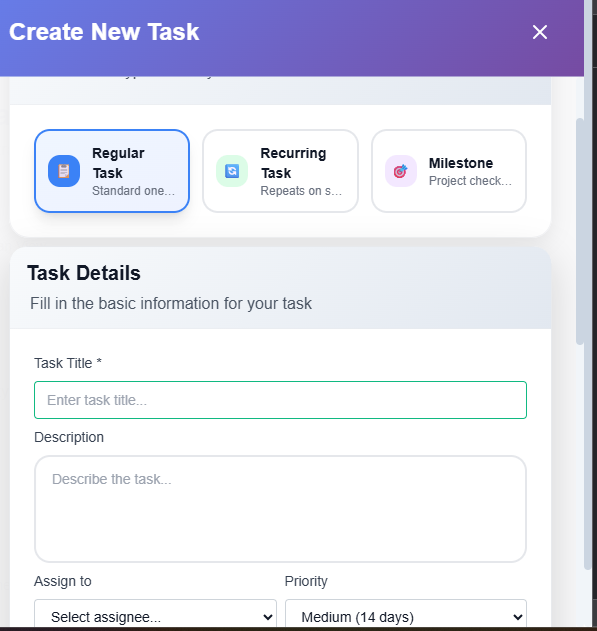 Create New Task
Regular
Task
Standard one...
Recurring
Task
Repeats on s...
Milestone
Project check...
Task Details
Fill in the basic information for your task
Task Title *
Enter task title...
Description
Describe the task...
Assign to
Priority
Select assignee...
Medium (14 days)